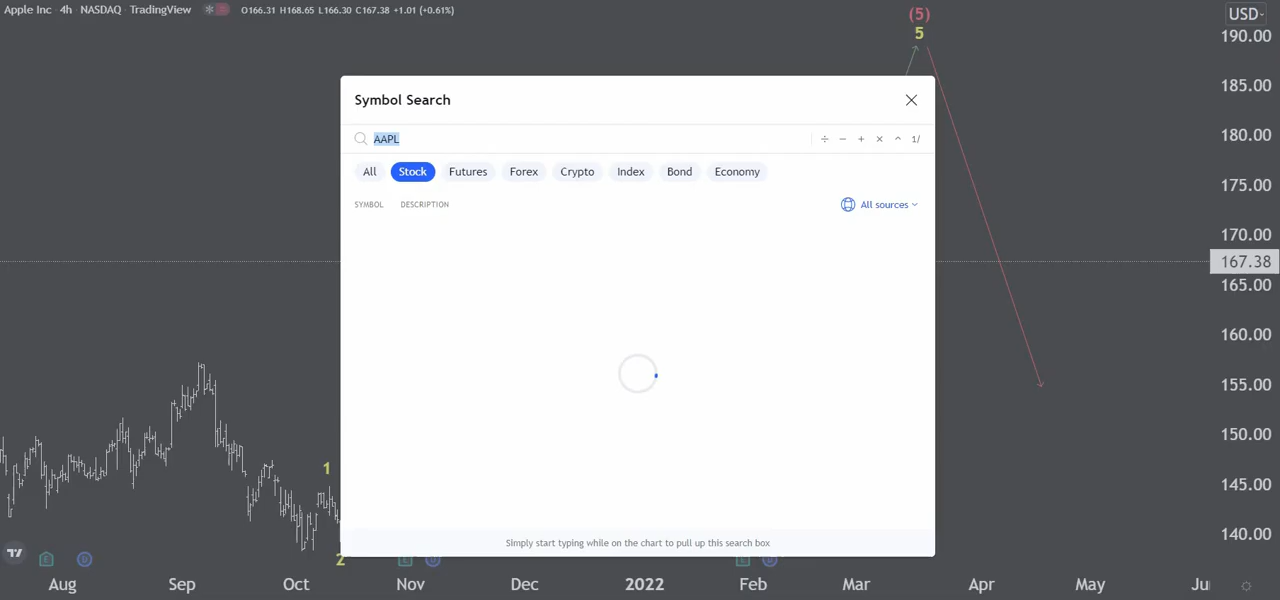 Apple Inc · 4h · NASDAQ · TradingView O166.31 H168.65 L166.30 C167.38 +1.01 (+0.61%)
(5)
5
USD
190.00
185.00
180.00
175.00
170.00
167.38
165.00
160.00
155.00
150.00
145.00
140.00
Symbol Search
AAPL
÷ − + × ^ 1/
All Stock Futures Forex Crypto Index Bond Economy
SYMBOL DESCRIPTION All sources
Simply start typing while on the chart to pull up this search box
1
2
E D E D E D
Aug Sep Oct Nov Dec 2022 Feb Mar Apr May